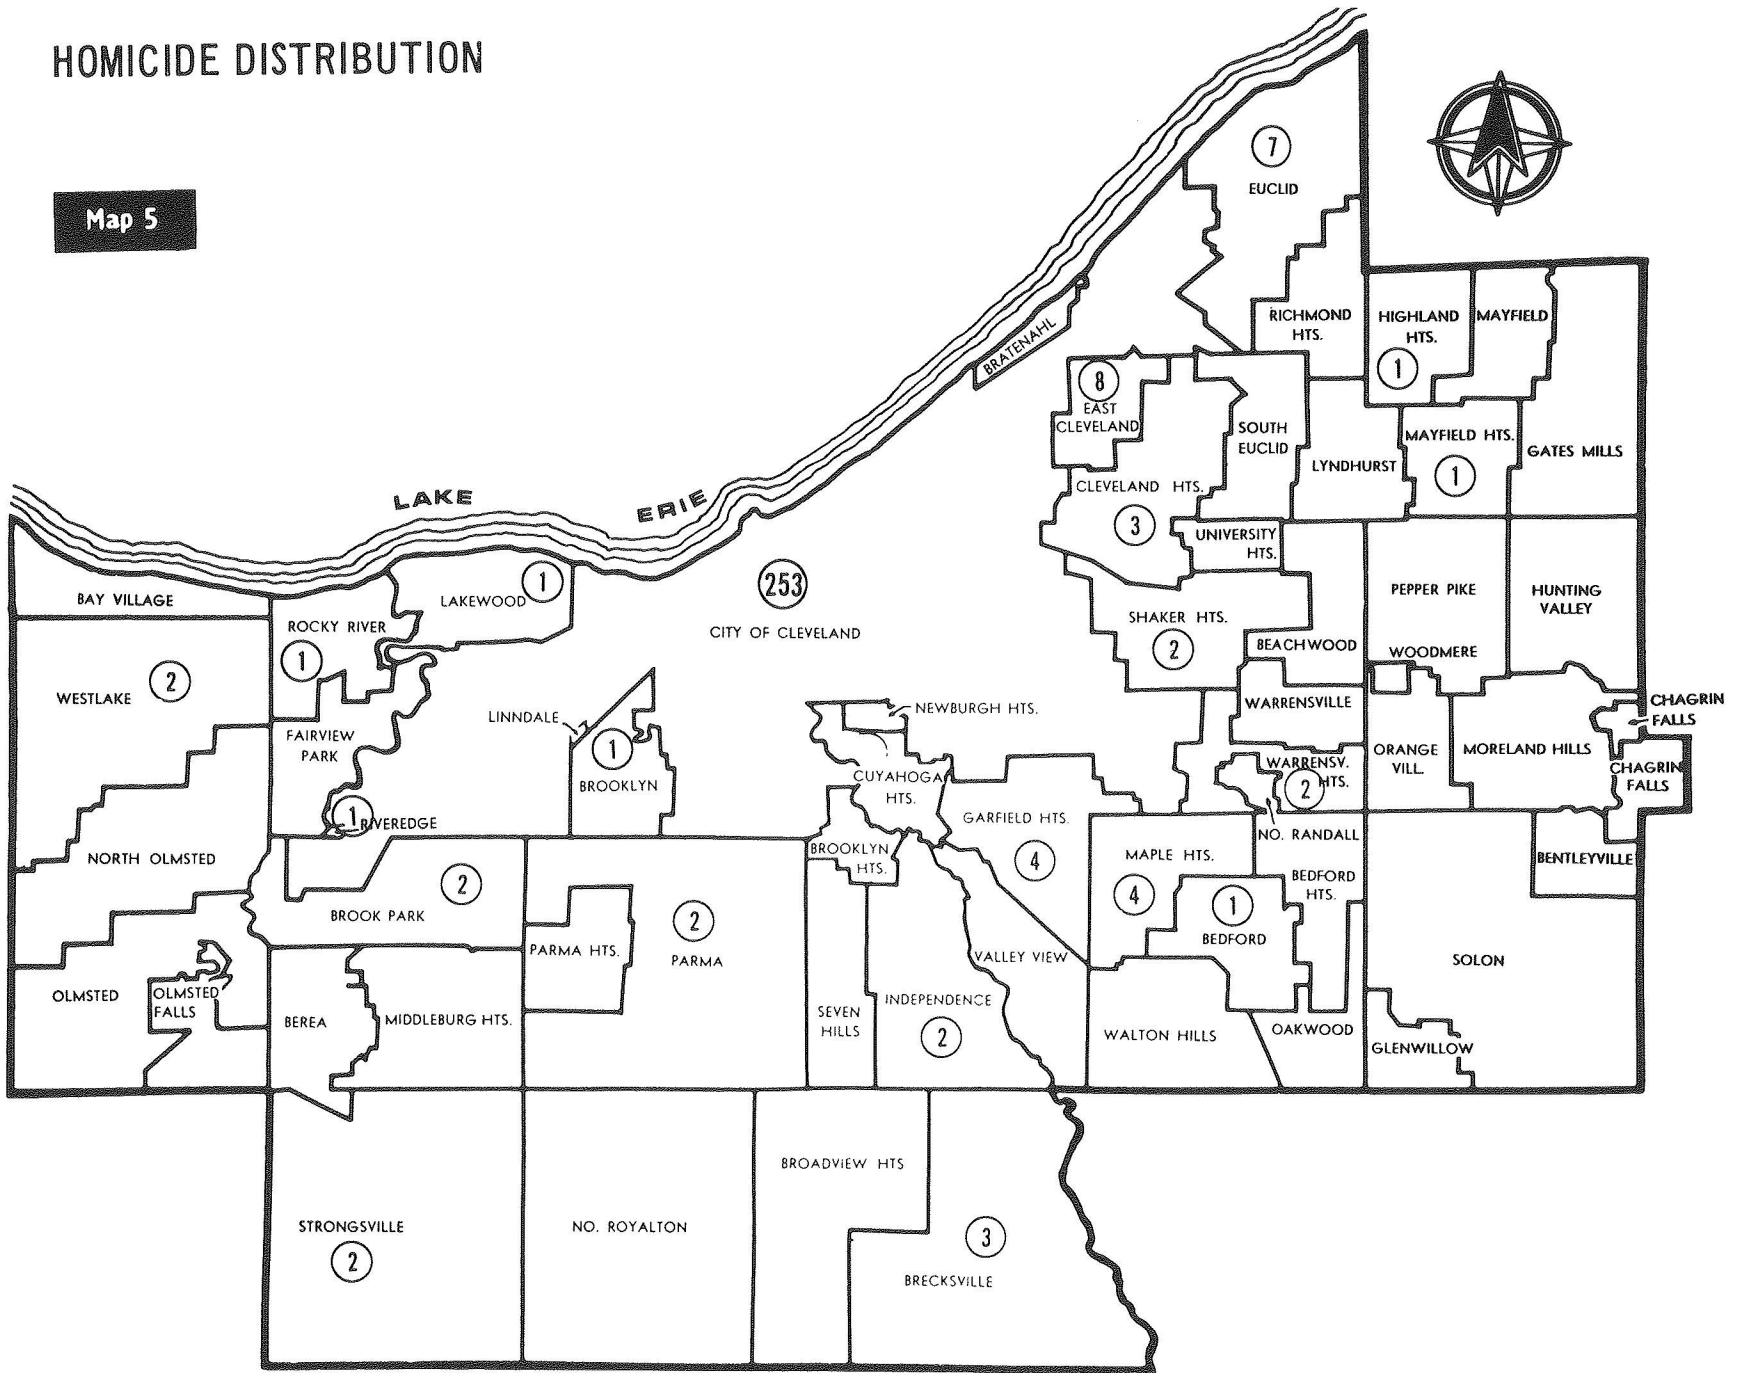 HOMICIDE DISTRIBUTION
Map 5
7
EUCLID
RICHMOND
HTS.
HIGHLAND
HTS.
1
MAYFIELD
BRATENAHL
8
EAST
CLEVELAND
SOUTH
EUCLID
LYNDHURST
MAYFIELD HTS.
1
GATES MILLS
LAKE ERIE
CLEVELAND HTS.
3
UNIVERSITY
HTS.
253
CITY OF CLEVELAND
BAY VILLAGE
LAKEWOOD
1
ROCKY RIVER
1
SHAKER HTS.
2
BEACHWOOD
PEPPER PIKE
HUNTING
VALLEY
WOODMERE
WESTLAKE
2
FAIRVIEW
PARK
LINNDALE
1
BROOKLYN
NEWBURGH HTS.
WARRENSVILLE
CHAGRIN
FALLS
ORANGE
VILL.
MORELAND HILLS
CHAGRIN
FALLS
CUYAHOGA
HTS.
WARRENSV.
HTS.
2
1
RIVEREDGE
GARFIELD HTS.
4
NO. RANDALL
NORTH OLMSTED
BROOKLYN
HTS.
MAPLE HTS.
4
BEDFORD
HTS.
BENTLEYVILLE
2
BROOK PARK
1
BEDFORD
PARMA HTS.
2
PARMA
VALLEY VIEW
SOLON
OLMSTED
OLMSTED
FALLS
BEREA
MIDDLEBURG HTS.
SEVEN
HILLS
INDEPENDENCE
2
WALTON HILLS
OAKWOOD
GLENWILLOW
STRONGSVILLE
2
NO. ROYALTON
BROADVIEW HTS
3
BRECKSVILLE